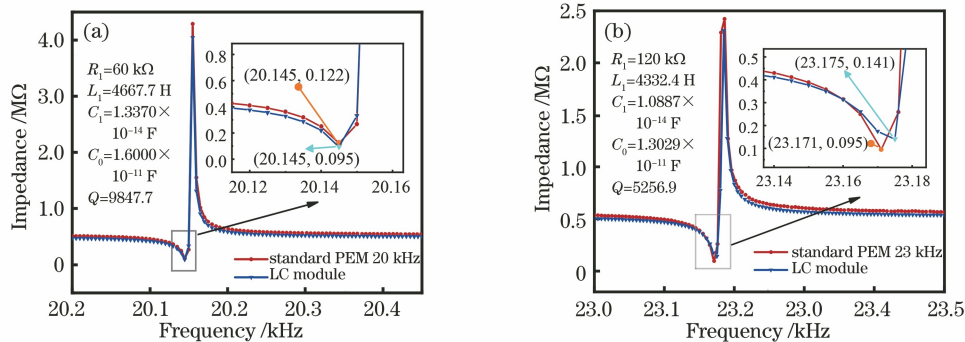 (a)
Impedance /MΩ
4.0
3.0
2.0
1.0
0
R₁=60 kΩ
L₁=4667.7 H
C₁=1.3370×
10⁻¹⁴ F
C₀=1.6000×
10⁻¹¹ F
Q=9847.7
0.8
0.6
0.4
0.2
0.0
(20.145, 0.122)
(20.145, 0.095)
20.12 20.14 20.16
standard PEM 20 kHz
LC module
20.2 20.1 20.2 20.3 20.4
Frequency /kHz
(b)
Impedance /MΩ
2.5
2.0
1.5
1.0
0.5
0
R₁=120 kΩ
L₁=4332.4 H
C₁=1.0887×
10⁻¹⁴ F
C₀=1.3029×
10⁻¹¹ F
Q=5256.9
0.5
0.4
0.3
0.2
0.1
(23.175, 0.141)
(23.171, 0.095)
23.14 23.16 23.18
standard PEM 23 kHz
LC module
23.0 23.1 23.2 23.3 23.4 23.5
Frequency /kHz